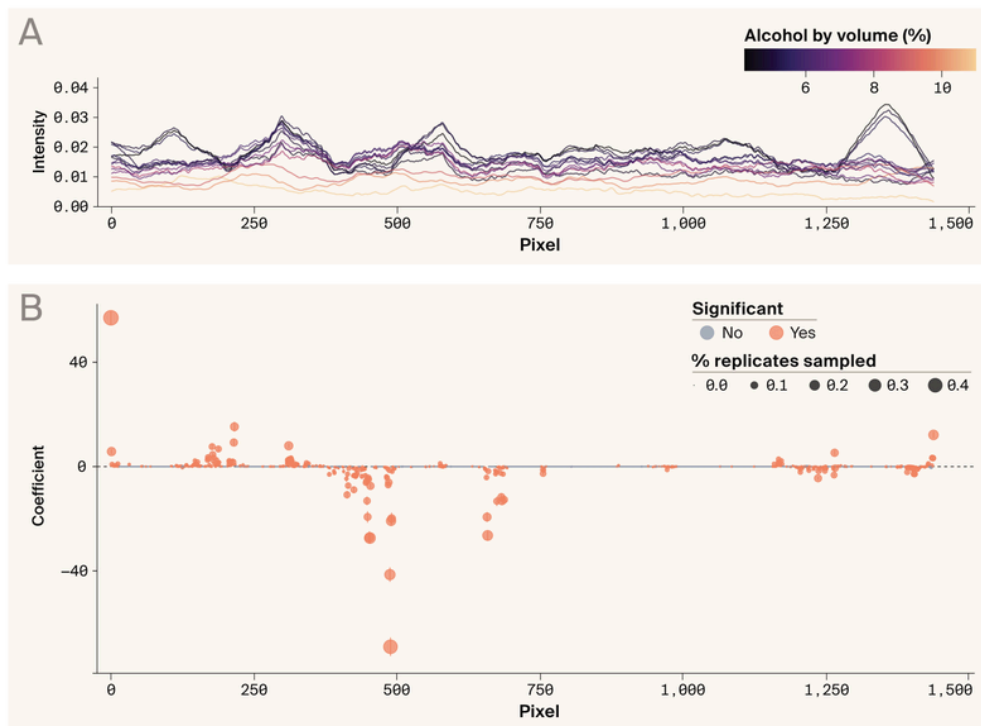 A
Alcohol by volume (%)
6 8 10
0.04
0.03
0.02
0.01
0.00
Intensity
0 250 500 750 1,000 1,250 1,500
Pixel
B
Significant
No Yes
% replicates sampled
0.0 0.1 0.2 0.3 0.4
40
0
−40
Coefficient
0 250 500 750 1,000 1,250 1,500
Pixel